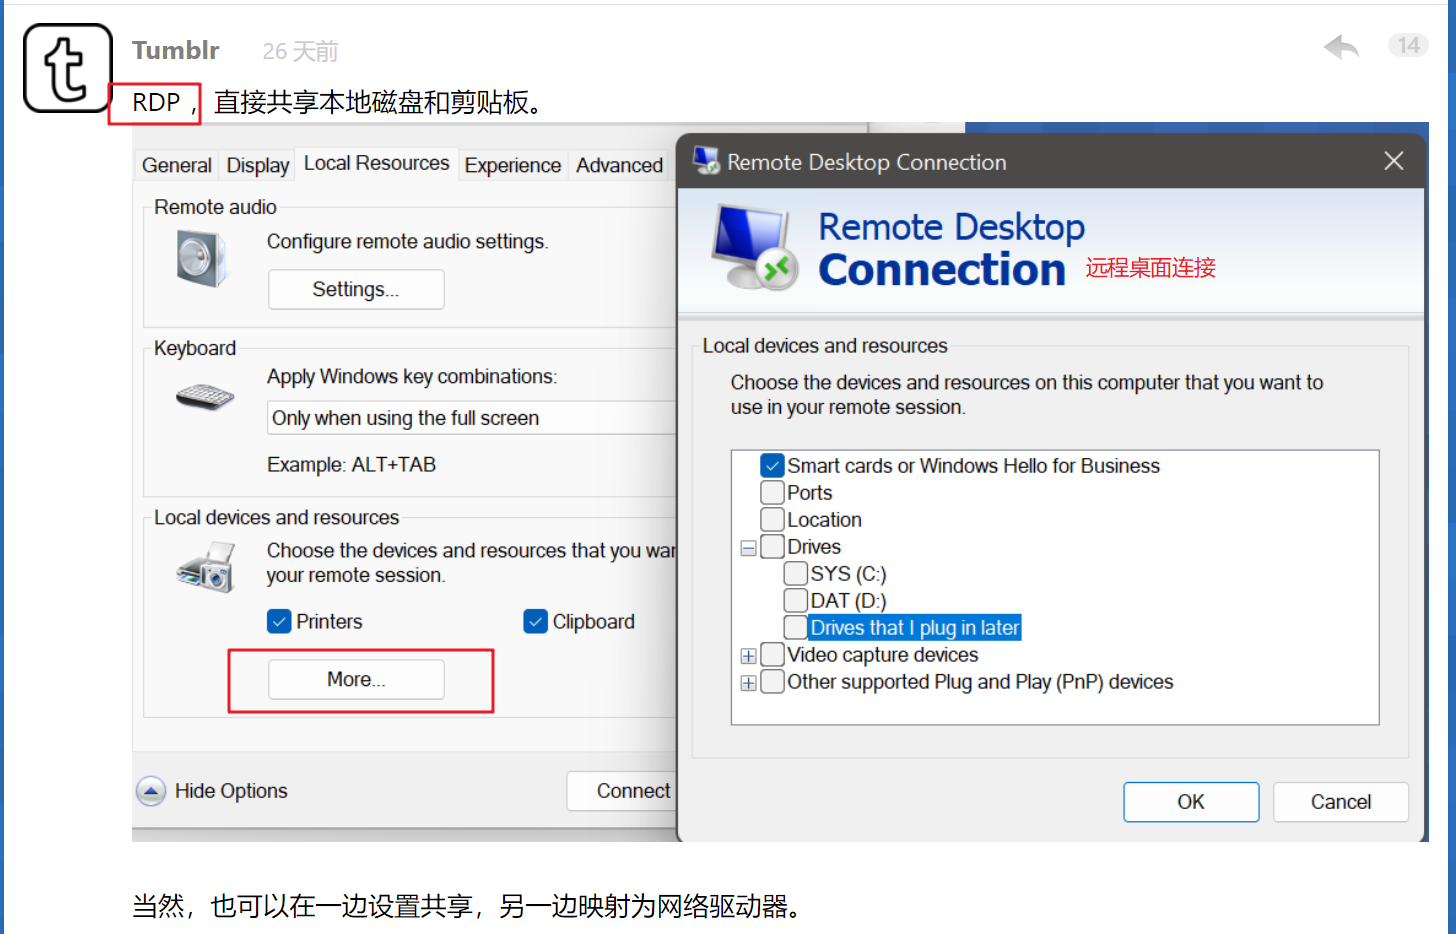 Tumblr 26 天前 14
RDP ，直接共享本地磁盘和剪贴板。
General Display Local Resources Experience Advanced
Remote audio
Configure remote audio settings.
Settings...
Keyboard
Apply Windows key combinations:
Only when using the full screen
Example: ALT+TAB
Local devices and resources
Choose the devices and resources that you
your remote session.
Printers Clipboard
More...
Hide Options Connect
Remote Desktop Connection
Remote Desktop
Connection 远程桌面连接
Local devices and resources
Choose the devices and resources on this computer that you want to
use in your remote session.
Smart cards or Windows Hello for Business
Ports
Location
Drives
SYS (C:)
DAT (D:)
Drives that I plug in later
Video capture devices
Other supported Plug and Play (PnP) devices
OK Cancel
当然，也可以在一边设置共享，另一边映射为网络驱动器。